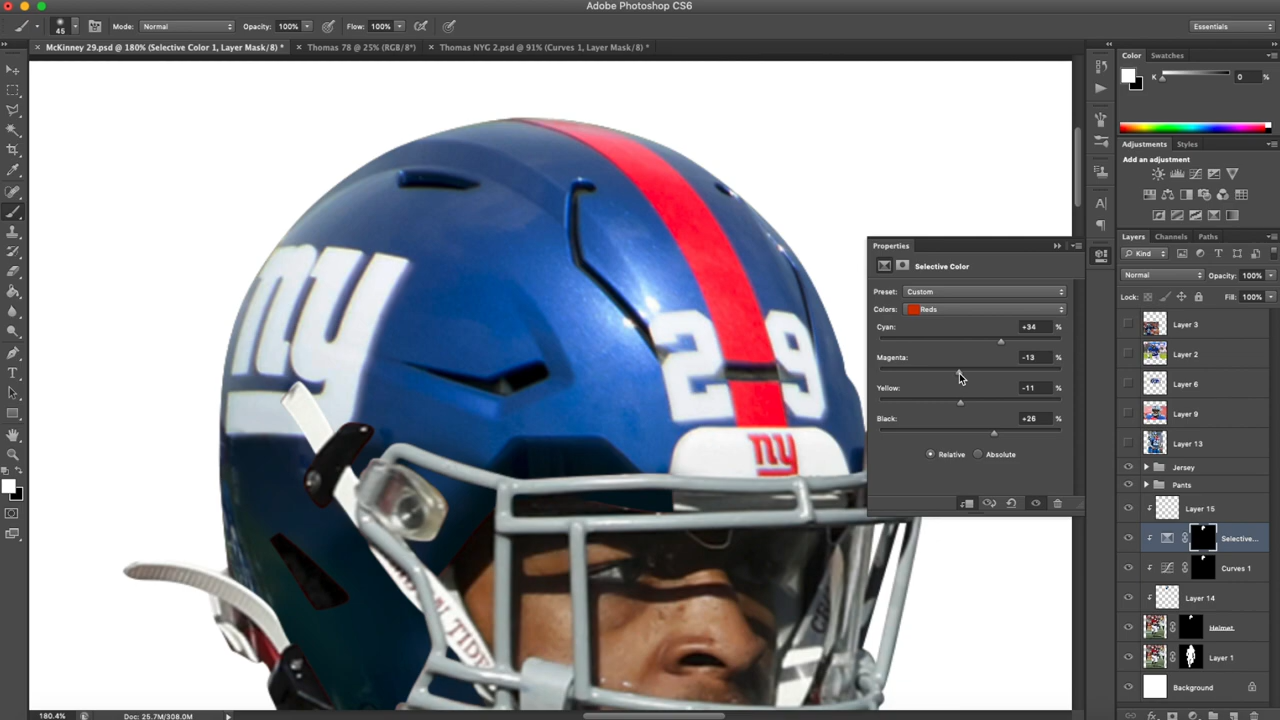 Adobe Photoshop CS6
45
Mode: Normal Opacity: 100% Flow: 100% Essentials
× McKinney 29.psd @ 180% (Selective Color 1, Layer Mask/8) * × Thomas 78 @ 25% (RGB/8*) × Thomas NYG 2.psd @ 91% (Curves 1, Layer Mask/8) *
Color Swatches
K 0 %
Adjustments Styles
Add an adjustment
Layers Channels Paths
Kind
Normal Opacity: 100%
Lock: Fill: 100%
Layer 3
Layer 2
Layer 6
Layer 9
Layer 13
Jersey
Pants
Layer 15
Selective...
Curves 1
Layer 14
Helmet
Layer 1
Background
Properties
Selective Color
Preset: Custom
Colors: Reds
Cyan: +34 %
Magenta: -13 %
Yellow: -11 %
Black: +26 %
Relative Absolute
ny
29
ny
TIDE
180.4% Doc: 25.7M/308.0M